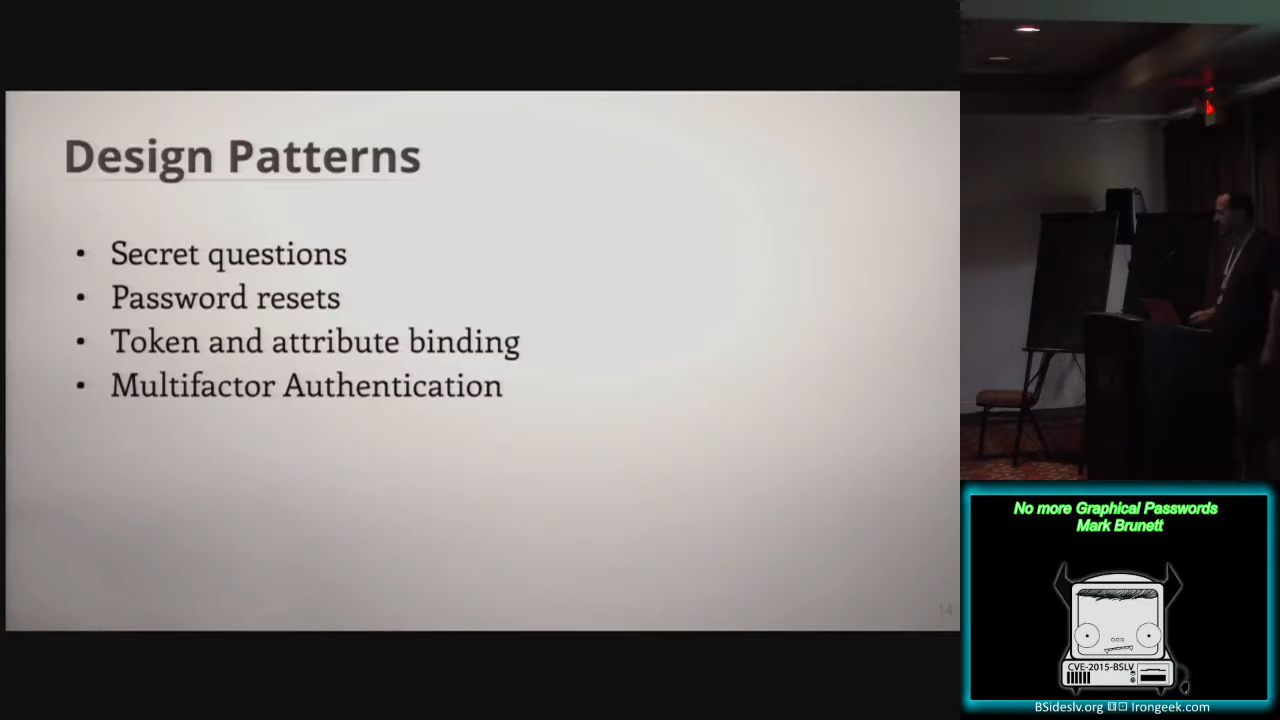 Design Patterns
• Secret questions
• Password resets
• Token and attribute binding
• Multifactor Authentication
14
No more Graphical Passwords
Mark Brunett
CVE-2015-BSLV
BSideslv.org Irongeek.com